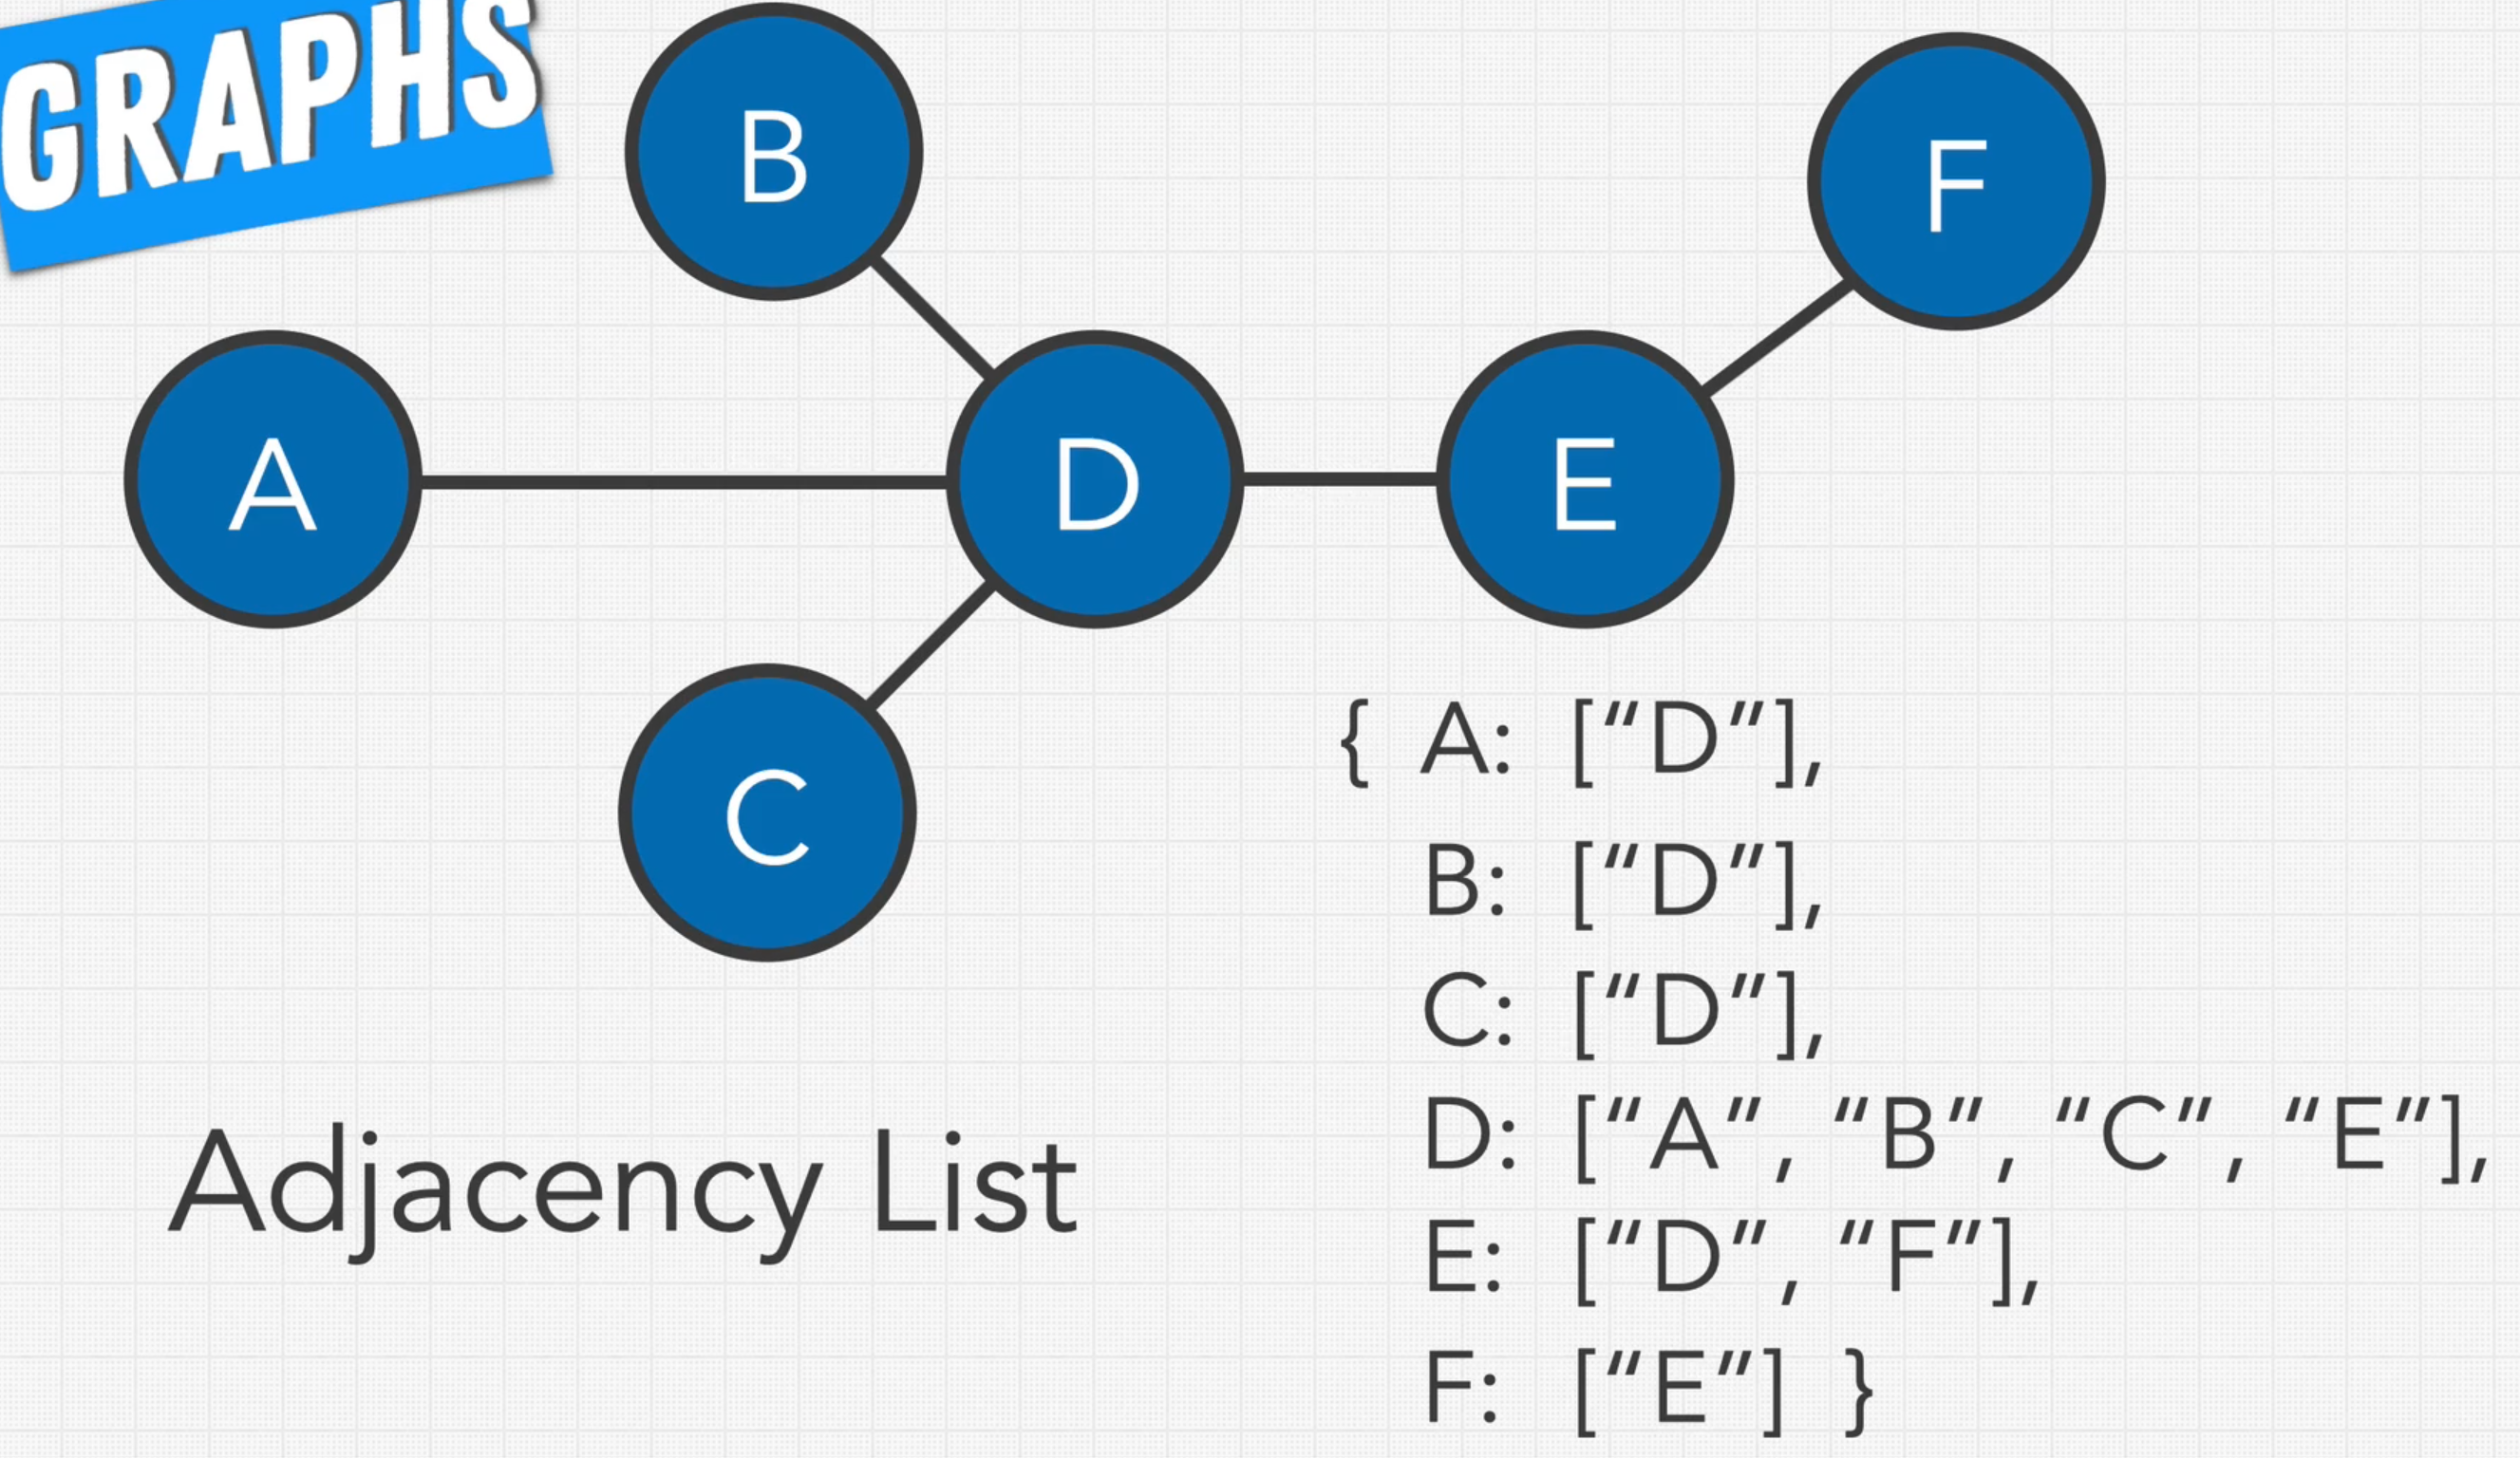 GRAPHS
B
F
A
D
E
C
{ A: [“D”],
B: [“D”],
C: [“D”],
D: [“A”, “B”, “C”, “E”],
E: [“D”, “F”],
F: [“E”] }
Adjacency List